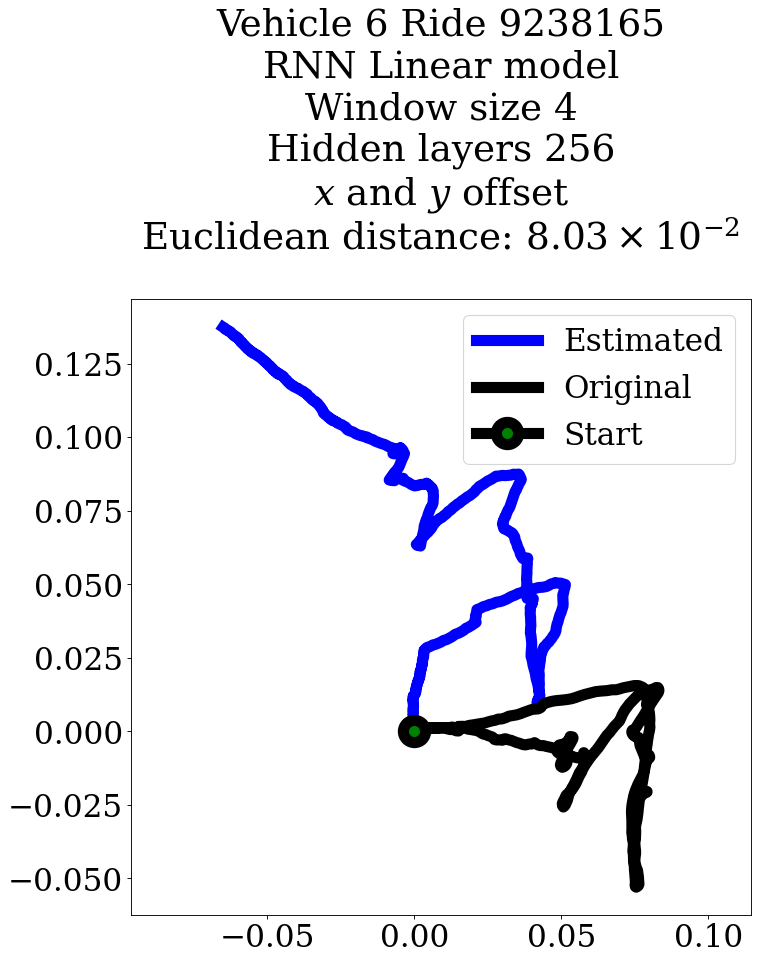 Vehicle 6 Ride 9238165
RNN Linear model
Window size 4
Hidden layers 256
x and y offset
Euclidean distance: 8.03 × 10⁻²
Estimated
Original
Start
0.125
0.100
0.075
0.050
0.025
0.000
−0.025
−0.050
−0.05
0.00
0.05
0.10